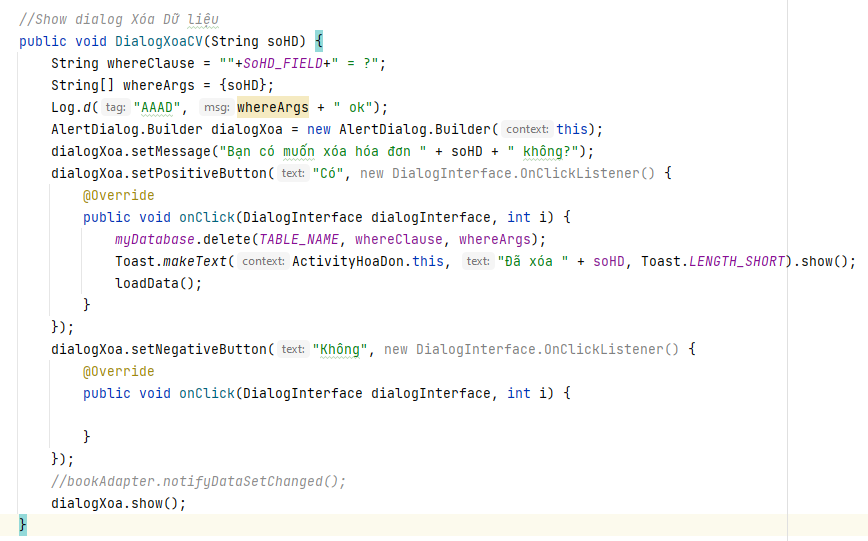 //Show dialog Xóa Dữ liệu
public void DialogXoaCV(String soHD) {
String whereClause = ""+SoHD_FIELD+" = ?";
String[] whereArgs = {soHD};
Log.d( tag: "AAAD", msg: whereArgs + " ok");
AlertDialog.Builder dialogXoa = new AlertDialog.Builder( context: this);
dialogXoa.setMessage("Bạn có muốn xóa hóa đơn " + soHD + " không?");
dialogXoa.setPositiveButton( text: "Có", new DialogInterface.OnClickListener() {
@Override
public void onClick(DialogInterface dialogInterface, int i) {
myDatabase.delete(TABLE_NAME, whereClause, whereArgs);
Toast.makeText( context: ActivityHoaDon.this, text: "Đã xóa " + soHD, Toast.LENGTH_SHORT).show();
loadData();
}
});
dialogXoa.setNegativeButton( text: "Không", new DialogInterface.OnClickListener() {
@Override
public void onClick(DialogInterface dialogInterface, int i) {
}
});
//bookAdapter.notifyDataSetChanged();
dialogXoa.show();
}